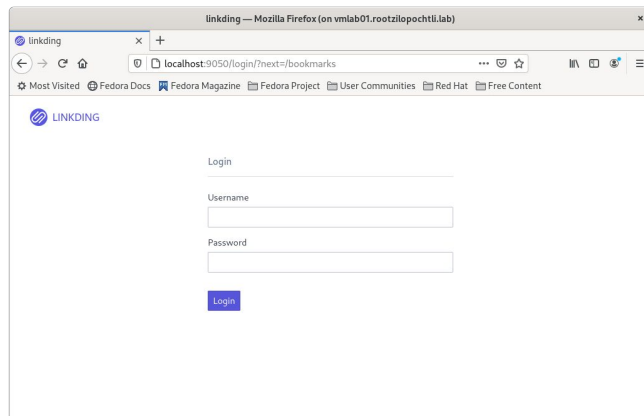 linkding — Mozilla Firefox (on vmlab01.rootzilopochtli.lab)
linkding
localhost:9050/login/?next=/bookmarks
Most Visited Fedora Docs Fedora Magazine Fedora Project User Communities Red Hat Free Content
LINKDING
Login
Username
Password
Login